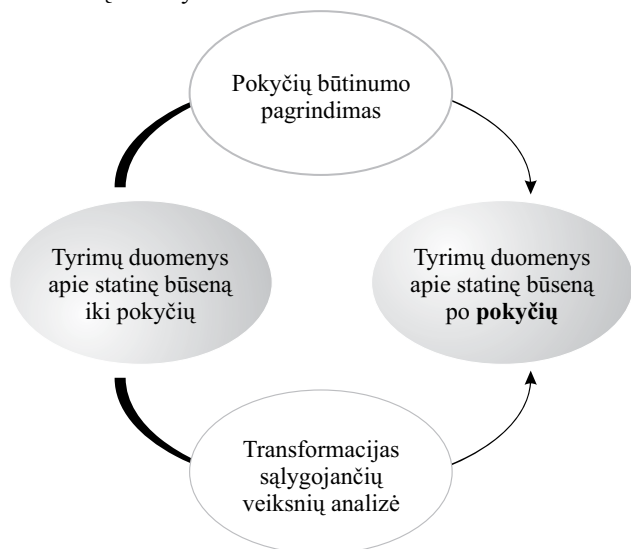 Pokyčių būtinumo
pagrindimas
Tyrimų duomenys
apie statinę būseną
iki pokyčių
Tyrimų duomenys
apie statinę būseną
po pokyčių
Transformacijas
sąlygojančių
veiksnių analizė